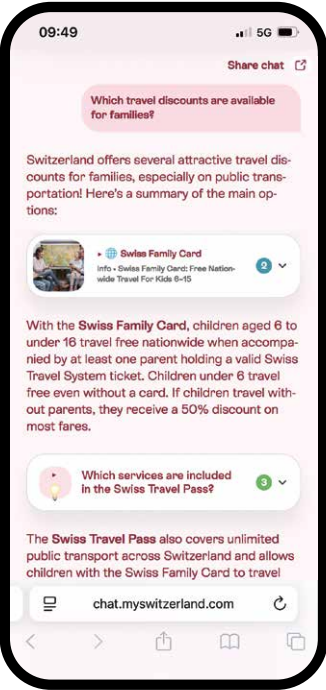 09:49
5G
Share chat
Which travel discounts are available
for families?
Switzerland offers several attractive travel dis-
counts for families, especially on public trans-
portation! Here's a summary of the main op-
tions:
Swiss Family Card
Info • Swiss Family Card: Free Nation-
wide Travel For Kids 6–15
2
With the Swiss Family Card, children aged 6 to
under 16 travel free nationwide when accompa-
nied by at least one parent holding a valid Swiss
Travel System ticket. Children under 6 travel
free even without a card. If children travel with-
out parents, they receive a 50% discount on
most fares.
Which services are included
in the Swiss Travel Pass?
3
The Swiss Travel Pass also covers unlimited
public transport across Switzerland and allows
children with the Swiss Family Card to travel
chat.myswitzerland.com